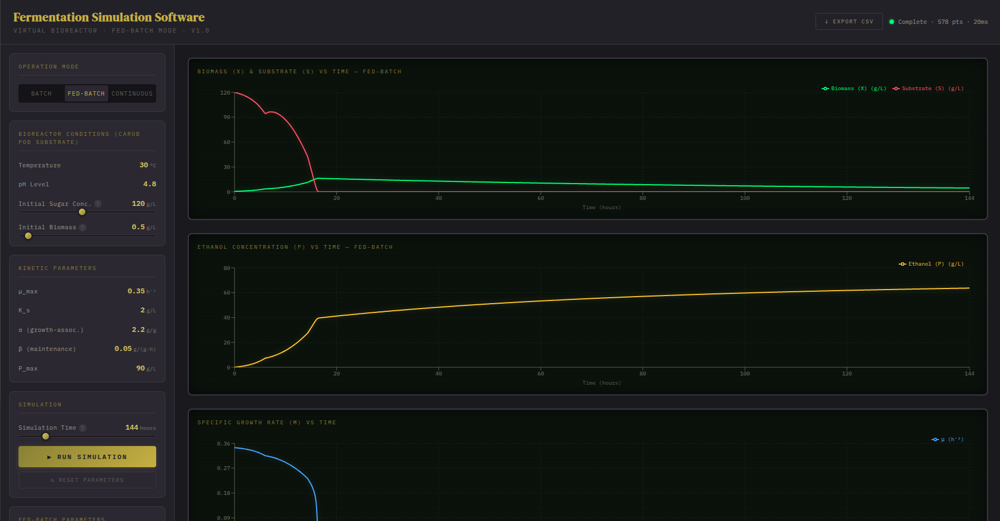 Fermentation Simulation Software
VIRTUAL BIOREACTOR · FED-BATCH MODE · V1.0
↓ EXPORT CSV
Complete · 578 pts · 20ms
OPERATION MODE
BATCH FED-BATCH CONTINUOUS
BIOREACTOR CONDITIONS (CAROB
POD SUBSTRATE)
Temperature 30 °C
pH Level 4.8
Initial Sugar Conc. ? 120 g/L
Initial Biomass ? 0.5 g/L
KINETIC PARAMETERS
μ_max 0.35 h⁻¹
K_s 2 g/L
α (growth-assoc.) 2.2 g/g
β (maintenance) 0.05 g/(g·h)
P_max 90 g/L
SIMULATION
Simulation Time ? 144 hours
▶ RUN SIMULATION
↻ RESET PARAMETERS
FED-BATCH PARAMETERS
BIOMASS (X) & SUBSTRATE (S) VS TIME — FED-BATCH
Biomass (X) (g/L) Substrate (S) (g/L)
120
90
60
30
0
0 20 40 60 80 100 120 144
Time (hours)
ETHANOL CONCENTRATION (P) VS TIME — FED-BATCH
Ethanol (P) (g/L)
80
60
40
20
0
0 20 40 60 80 100 120 144
Time (hours)
SPECIFIC GROWTH RATE (Μ) VS TIME
μ (h⁻¹)
0.36
0.27
0.18
0.09